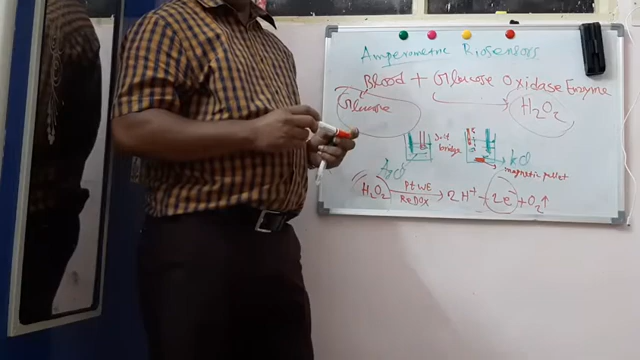 Amperometric Biosensors
Blood + Glucose Oxidase Enzyme
Glucose
H2O2
Salt bridge
kcl
kcl
magnetic pellet
H2O2 Pt WE REDOX → 2H+ + 2e- + O2↑